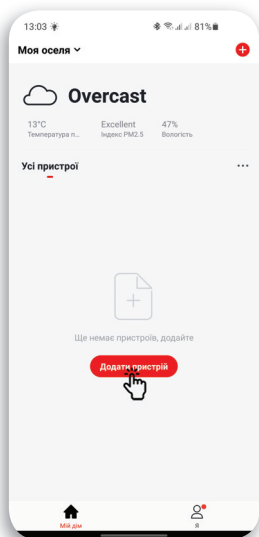 13:03
81%
Моя оселя
Overcast
13°C Excellent 47%
Температура п... Індекс PM2.5 Вологість
Усі пристрої
Ще немає пристроїв, додайте
Додати пристрій
Мій дім Я